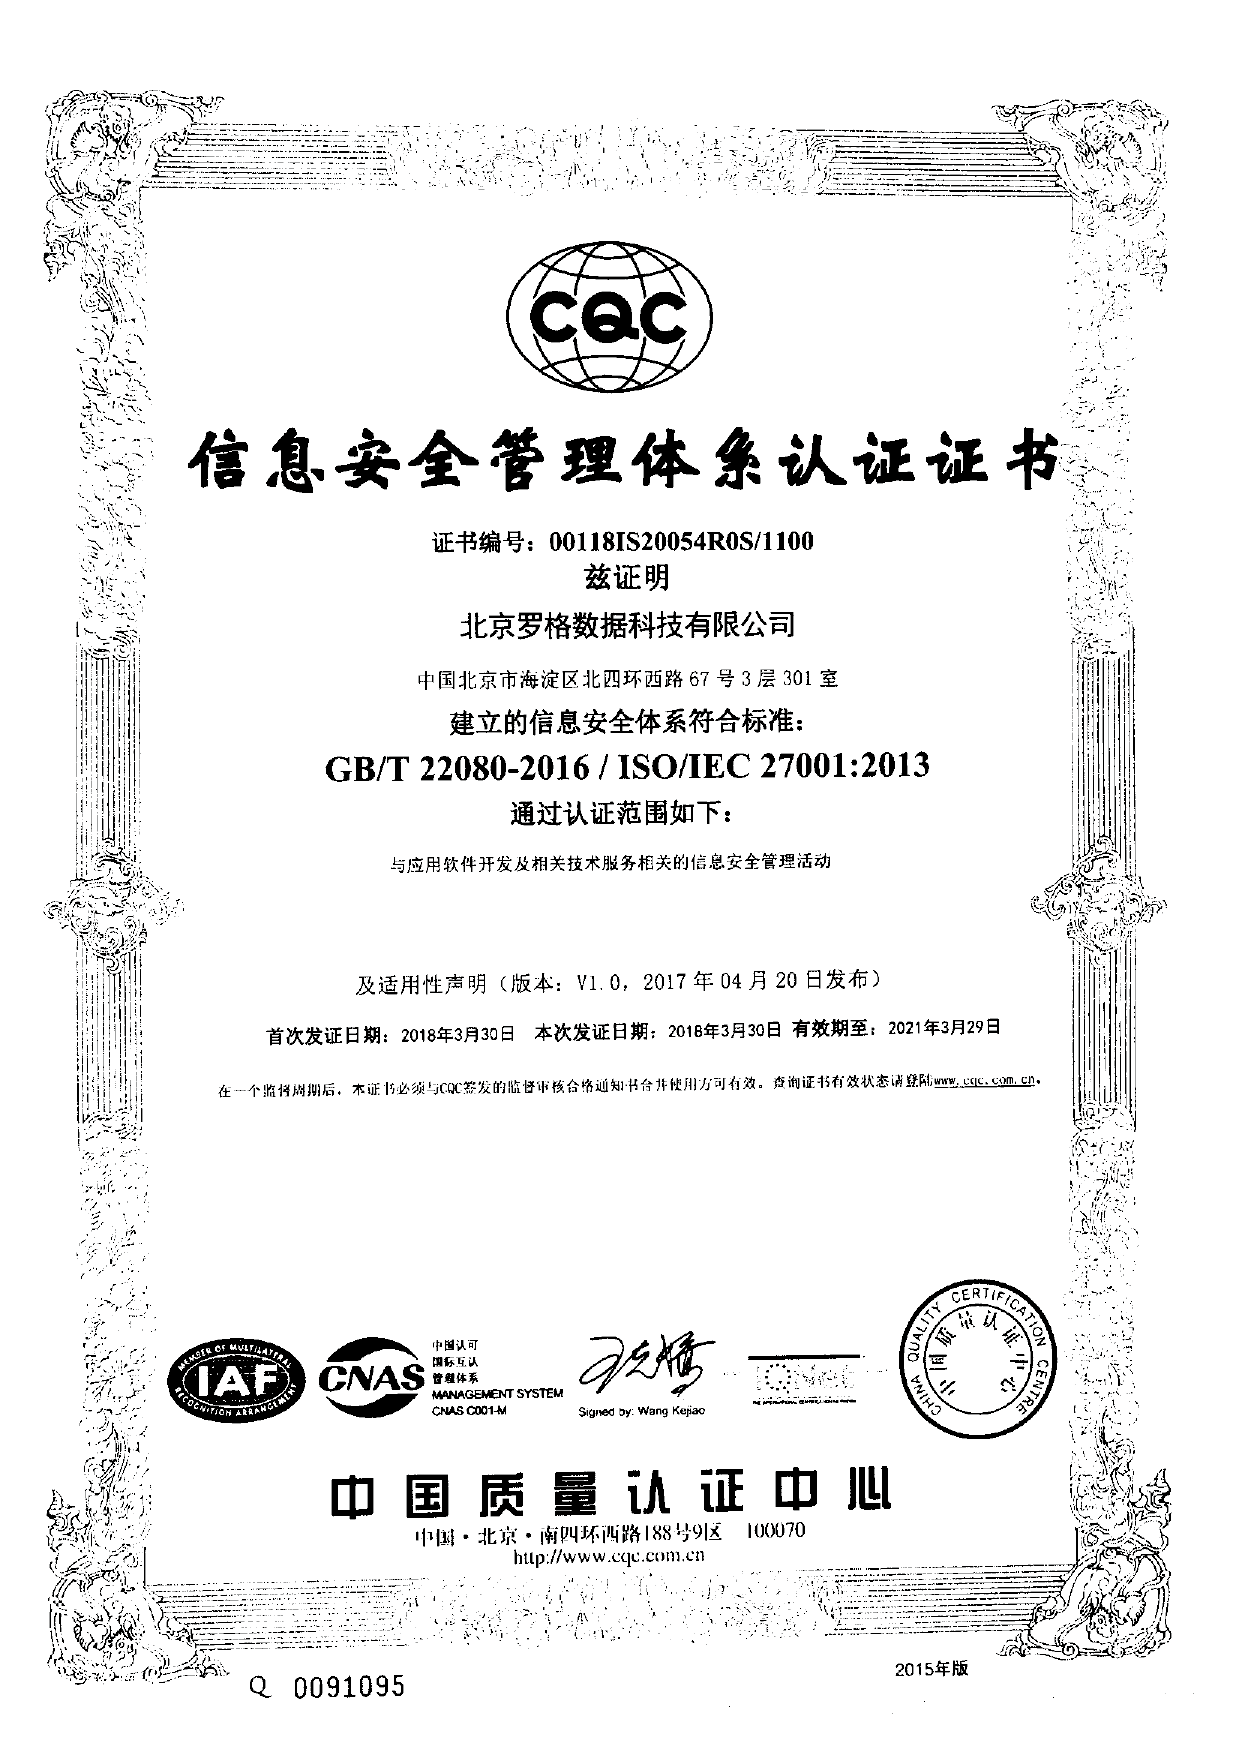 CQC
信息安全管理体系认证证书
证书编号：00118IS20054R0S/1100
兹证明
北京罗格数据科技有限公司
中国北京市海淀区北四环西路 67 号 3 层 301 室
建立的信息安全体系符合标准：
GB/T 22080-2016 / ISO/IEC 27001:2013
通过认证范围如下：
与应用软件开发及相关技术服务相关的信息安全管理活动
及适用性声明（版本：V1.0，2017 年 04 月 20 日发布）
首次发证日期：2018年3月30日 本次发证日期：2018年3月30日 有效期至：2021年3月29日
在一个监督周期后，本证书必须与CQC签发的监督审核合格通知书合并使用方可有效。查询证书有效状态请登陆www.cqc.com.cn。
MEMBER OF MULTILATERAL
IAF
RECOGNITION ARRANGEMENT
CNAS
中国认可
国际互认
管理体系
MANAGEMENT SYSTEM
CNAS C001-M
王克娇
Signed by: Wang Kejiao
CHINA QUALITY CERTIFICATION CENTRE
中国质量认证中心
中国质量认证中心
中国·北京·南四环西路188号9区 100070
http://www.cqc.com.cn
Q 0091095
2015年版